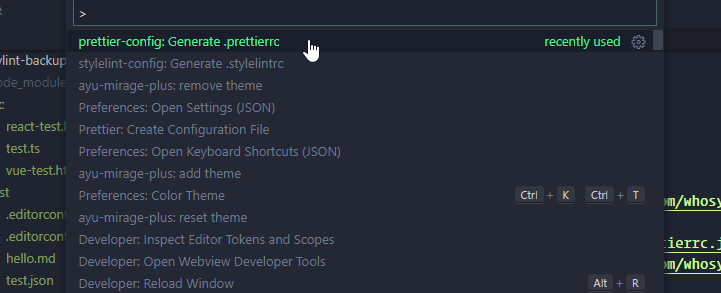 >
prettier-config: Generate .prettierrc recently used
stylelint-config: Generate .stylelintrc
ayu-mirage-plus: remove theme
Preferences: Open Settings (JSON)
Prettier: Create Configuration File
Preferences: Open Keyboard Shortcuts (JSON)
ayu-mirage-plus: add theme
Preferences: Color Theme Ctrl + K Ctrl + T
ayu-mirage-plus: reset theme
Developer: Inspect Editor Tokens and Scopes
Developer: Open Webview Developer Tools
Developer: Reload Window Alt + R
ylint-backup
ode_module
c
react-test.
test.ts
vue-test.h
st
.editorcon
.editorcon
hello.md
test.json
om/whosy
tierrc.j
om/whosy